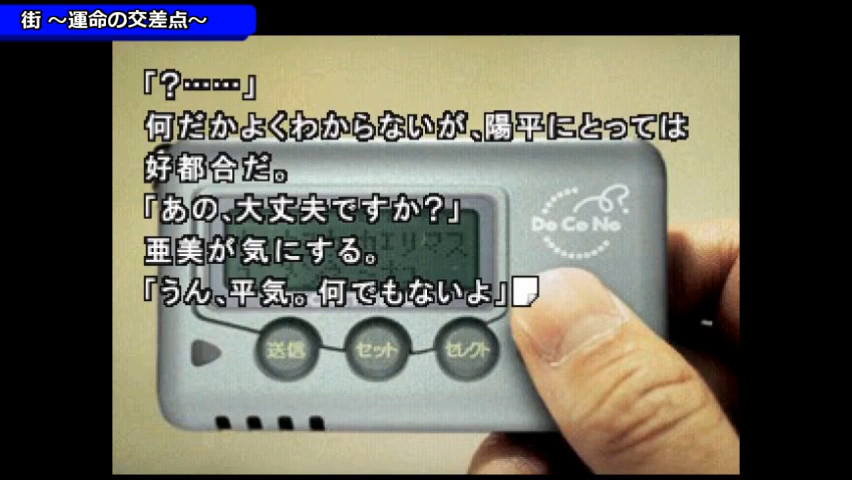 街 ～運命の交差点～
「？……」
何だかよくわからないが、陽平にとっては
好都合だ。
「あの、大丈夫ですか？」
亜美が気にする。
「うん、平気。何でもないよ」
Do Co No
送信 セット セレクト